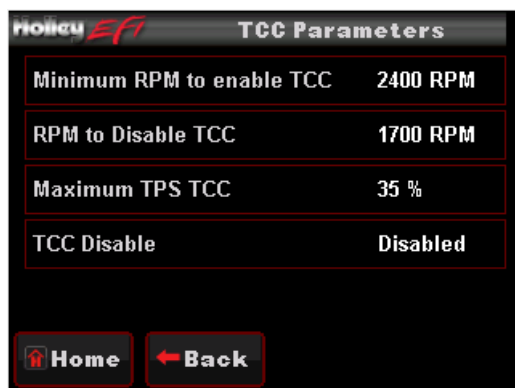 Holley EFI TCC Parameters
Minimum RPM to enable TCC 2400 RPM
RPM to Disable TCC 1700 RPM
Maximum TPS TCC 35 %
TCC Disable Disabled
Home Back